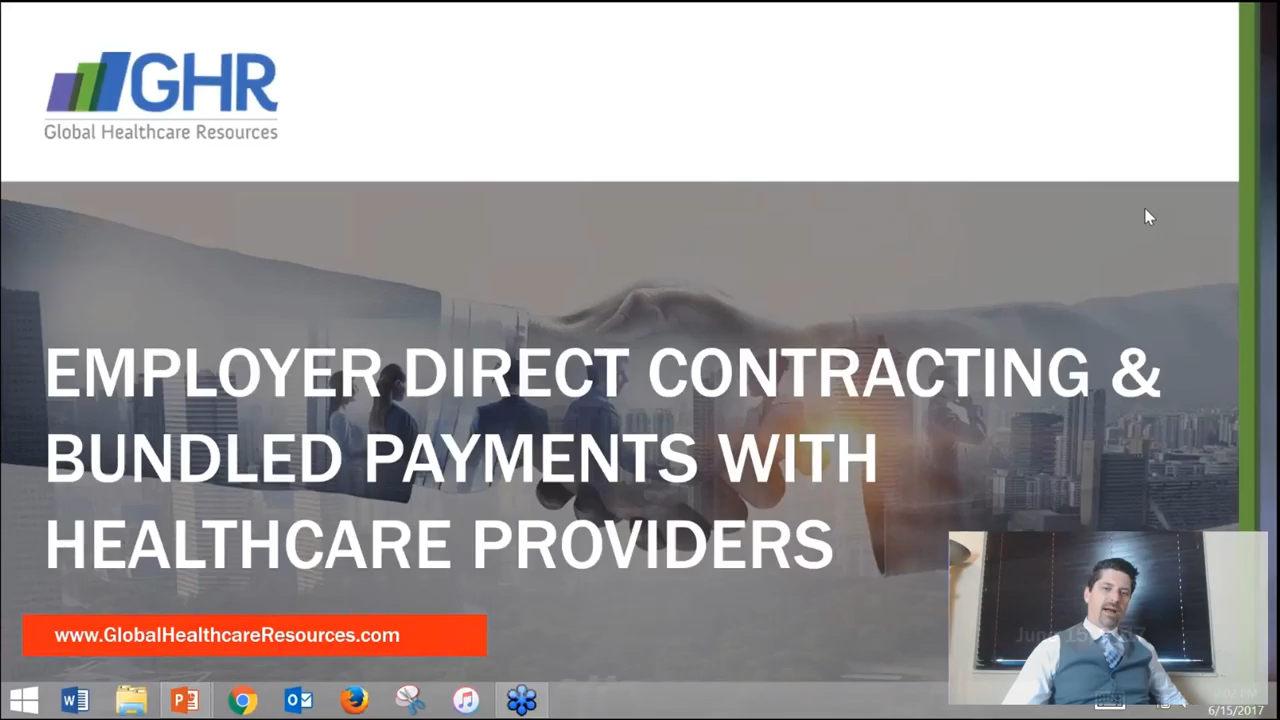 GHR
Global Healthcare Resources
EMPLOYER DIRECT CONTRACTING &
BUNDLED PAYMENTS WITH
HEALTHCARE PROVIDERS
www.GlobalHealthcareResources.com
6/15/2017